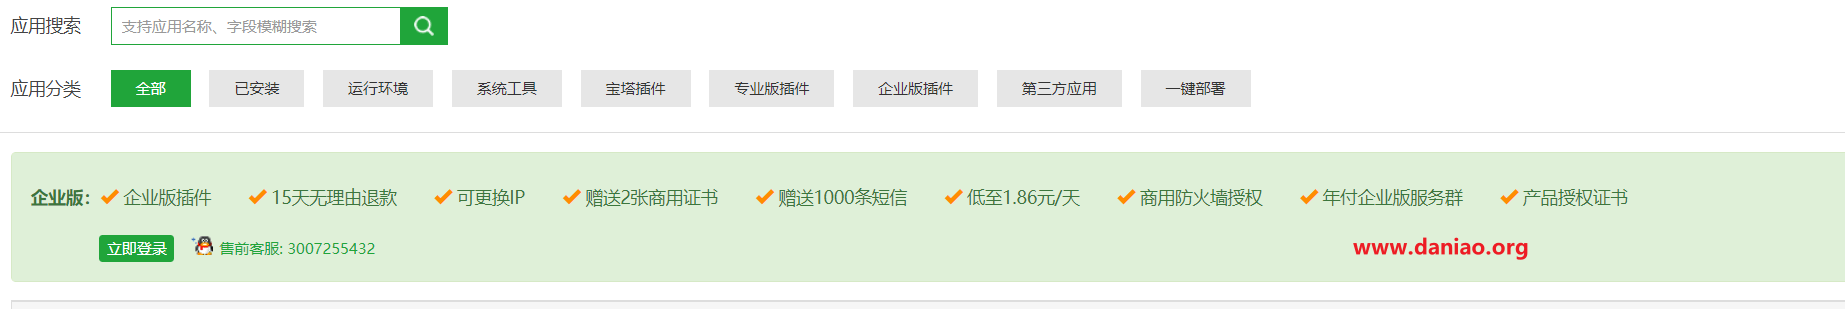 应用搜索 支持应用名称、字段模糊搜索
应用分类 全部 已安装 运行环境 系统工具 宝塔插件 专业版插件 企业版插件 第三方应用 一键部署
企业版: 企业版插件 15天无理由退款 可更换IP 赠送2张商用证书 赠送1000条短信 低至1.86元/天 商用防火墙授权 年付企业版服务群 产品授权证书
立即登录 售前客服: 3007255432 www.daniao.org